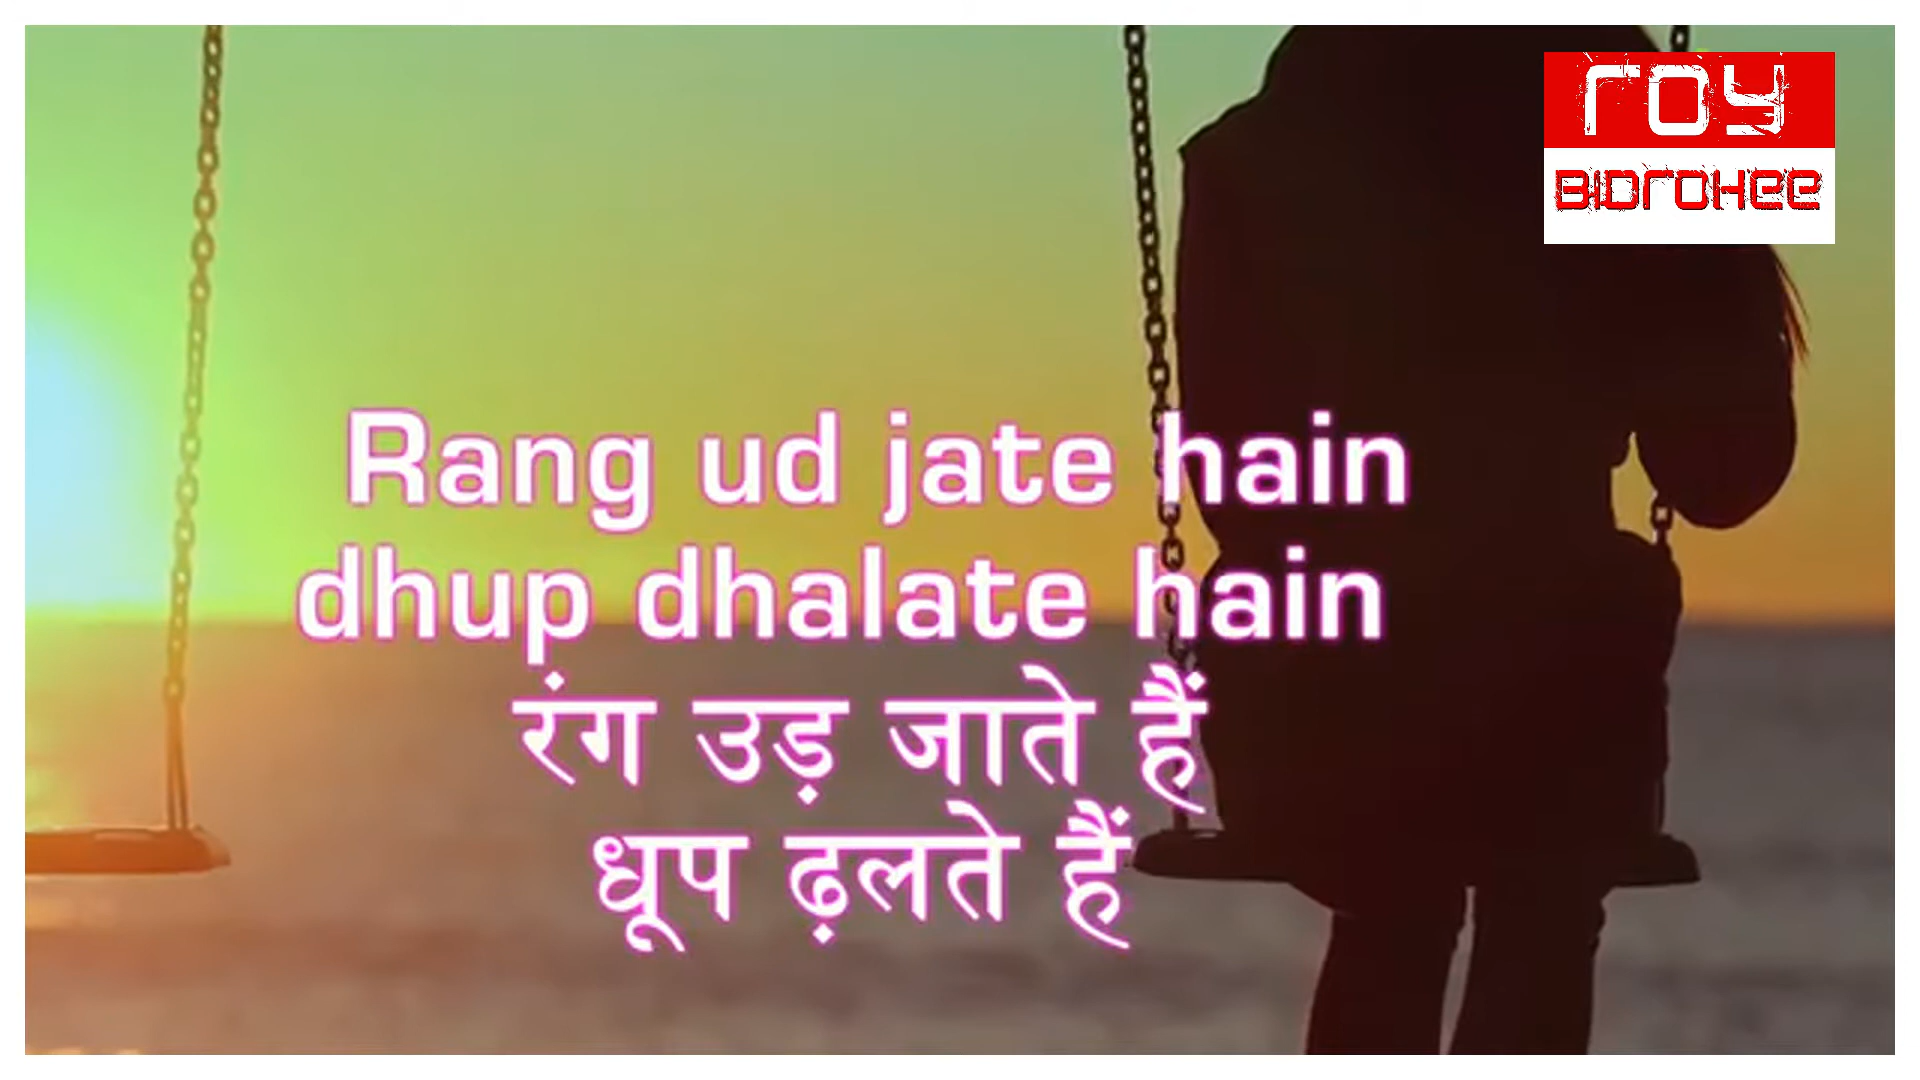 roy
BIDroHee
Rang ud jate hain
dhup dhalate hain
रंग उड़ जाते हैं
धूप ढ़लते हैं